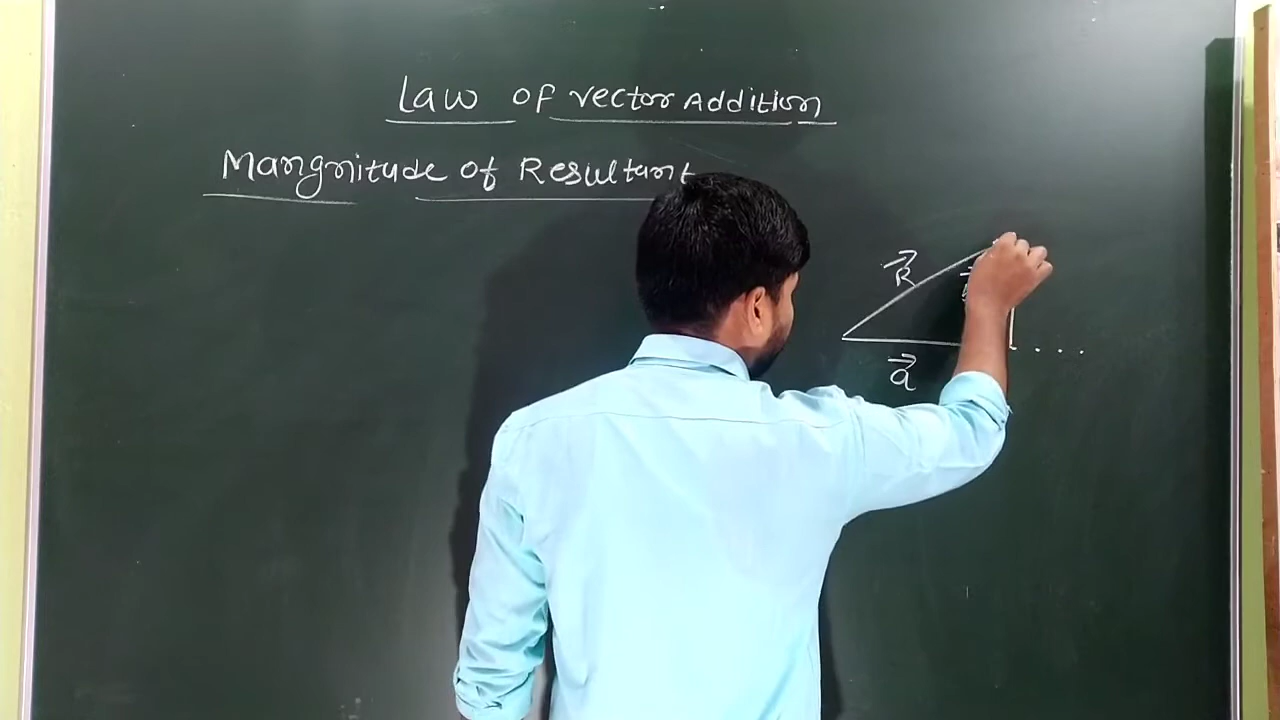 Law of vector Addition
Mangnitude of Resultant
R
a